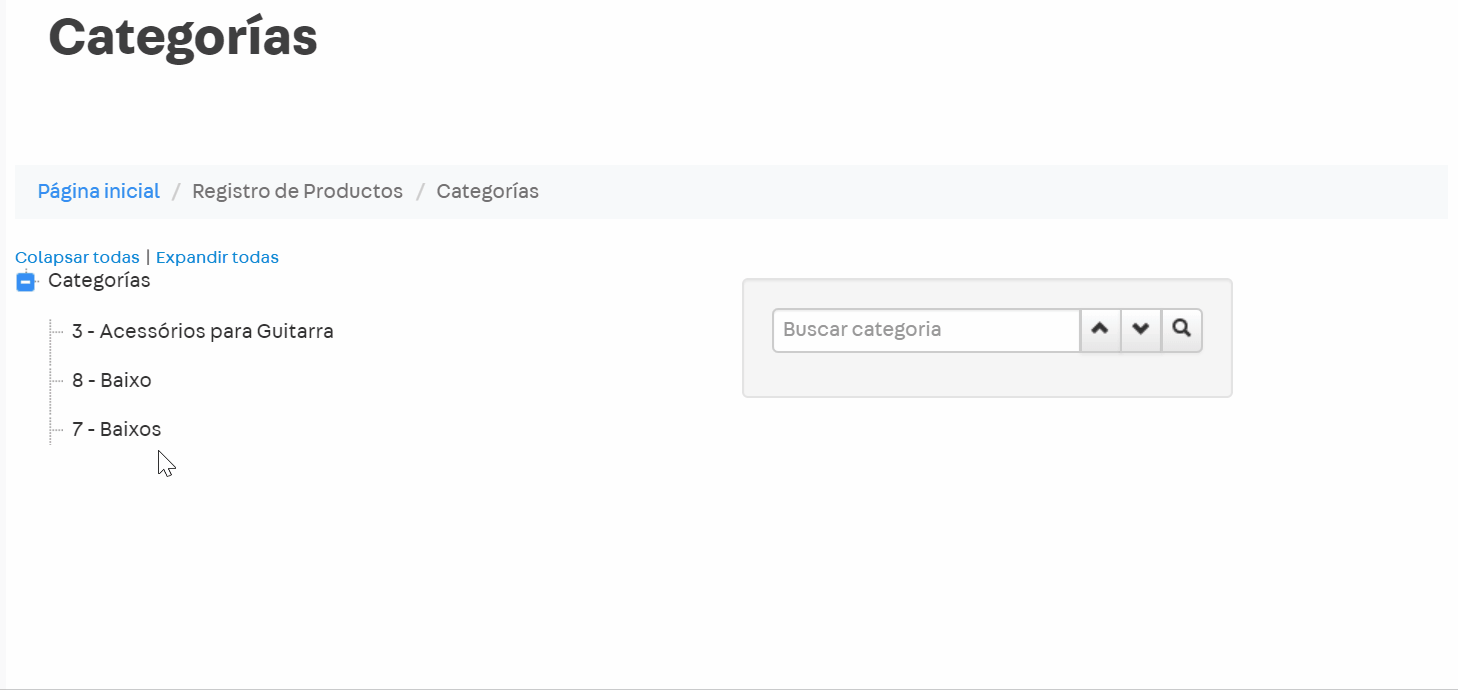 Categorías
Página inicial / Registro de Productos / Categorías
Colapsar todas | Expandir todas
Categorías
Buscar categoria
3 - Acessórios para Guitarra
8 - Baixo
7 - Baixos